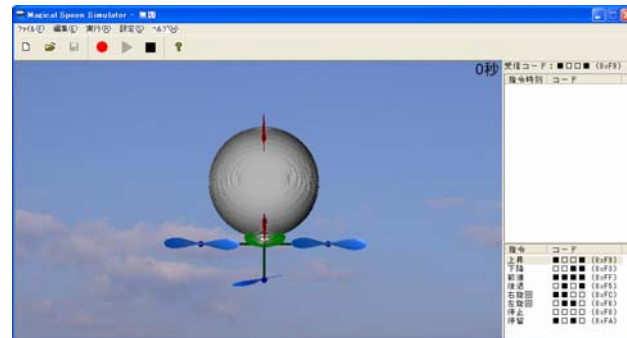 Magical Spoon Simulator - 無題
ファイル(F) 編集(E) 実行(R) 設定(S) ヘルプ(H)
0秒
受信コード：■□□■ (0xF9)
指令時刻 コード
指令 コード
上昇 ■□□■ (0xF9)
下降 □□■■ (0xF3)
前進 ■■■■ (0xFF)
後退 □■□■ (0xF5)
右旋回 ■■□□ (0xFC)
左旋回 □■■□ (0xF6)
停止 □□□□ (0xF0)
停留 ■□■□ (0xFA)